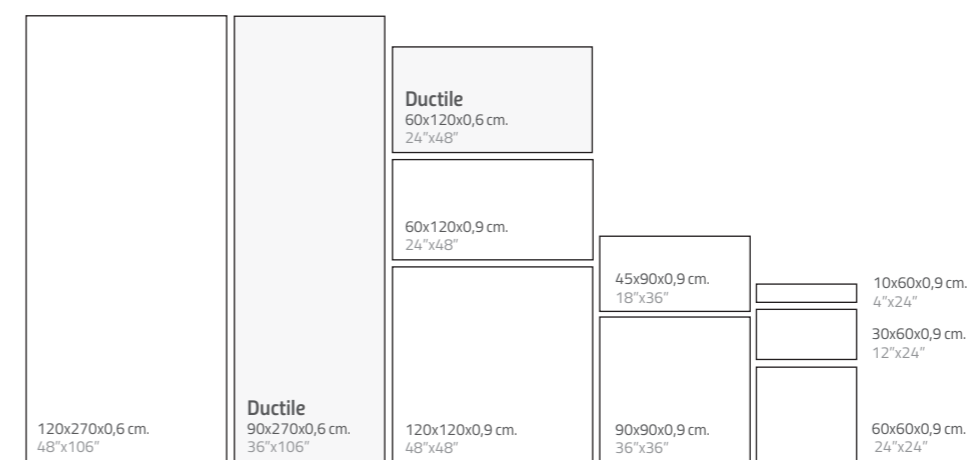 120x270x0,6 cm.
48”x106”
Ductile
90x270x0,6 cm.
36”x106”
Ductile
60x120x0,6 cm.
24”x48”
60x120x0,9 cm.
24”x48”
120x120x0,9 cm.
48”x48”
45x90x0,9 cm.
18”x36”
90x90x0,9 cm.
36”x36”
10x60x0,9 cm.
4”x24”
30x60x0,9 cm.
12”x24”
60x60x0,9 cm.
24”x24”